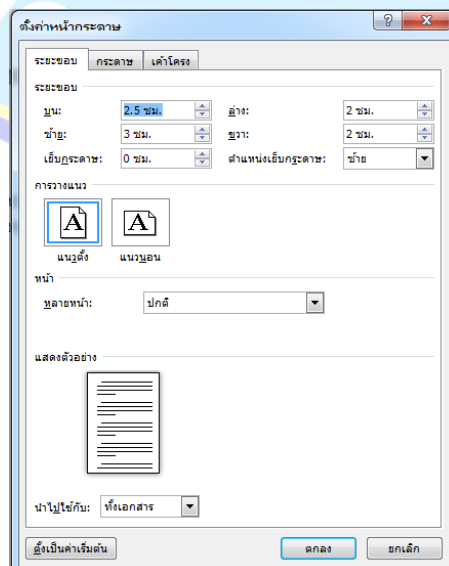 ตั้งค่าหน้ากระดาษ
ระยะขอบ กระดาษ เค้าโครง
ระยะขอบ
บน: 2.5 ซม. ล่าง: 2 ซม.
ซ้าย: 3 ซม. ขวา: 2 ซม.
เย็บกระดาษ: 0 ซม. ตำแหน่งเย็บกระดาษ: ซ้าย
การวางแนว
A A
แนวตั้ง แนวนอน
หน้า
หลายหน้า: ปกติ
แสดงตัวอย่าง
นำไปใช้กับ: ทั้งเอกสาร
ตั้งเป็นค่าเริ่มต้น ตกลง ยกเลิก